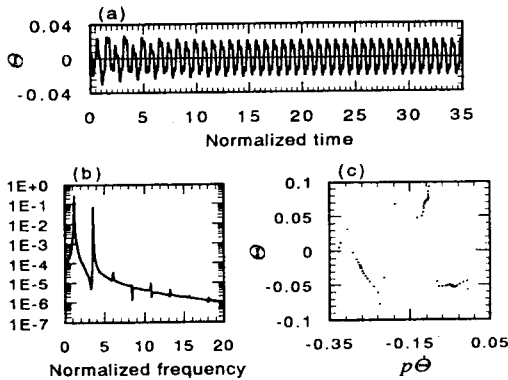 (a)
0.04
0
-0.04
Θ
0 5 10 15 20 25 30 35
Normalized time
(b)
1E+0
1E-1
1E-2
1E-3
1E-4
1E-5
1E-6
1E-7
0 5 10 15 20
Normalized frequency
(c)
0.1
0.05
0
-0.05
-0.1
Θ
-0.35 -0.15 0.05
pΘ̇